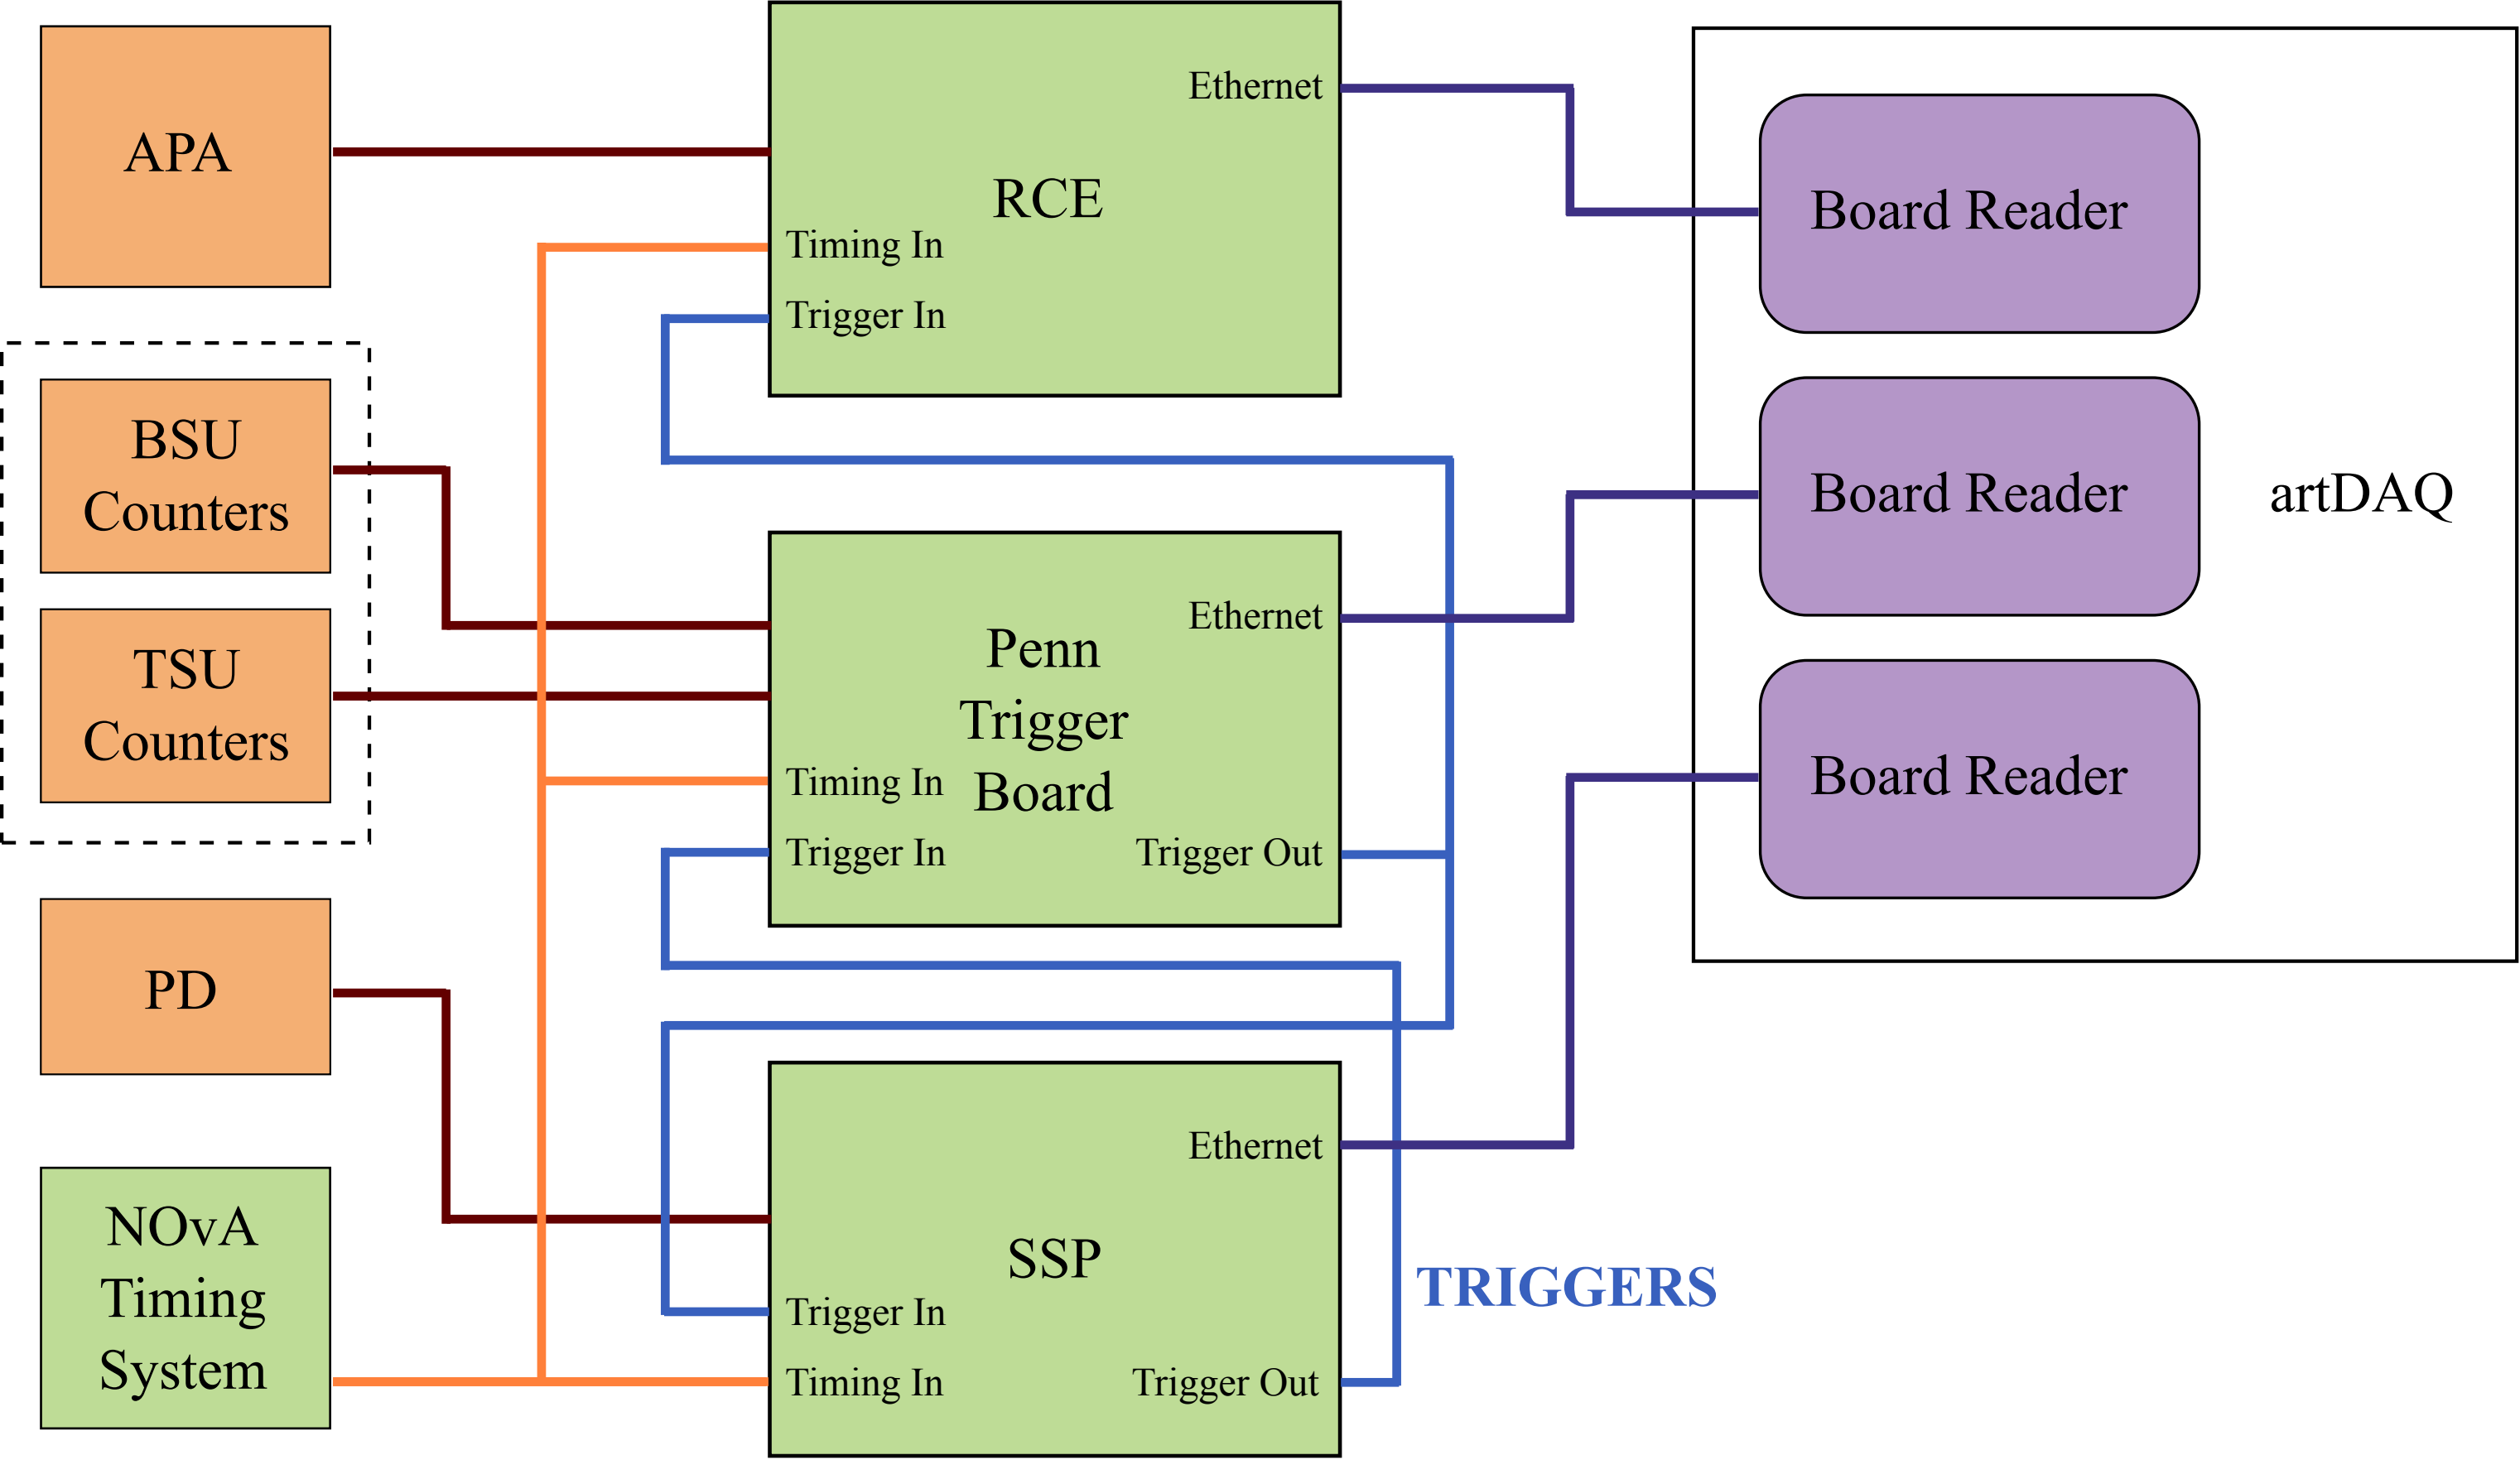 APA
BSU
Counters
TSU
Counters
PD
NOvA
Timing
System
Ethernet
RCE
Timing In
Trigger In
Ethernet
Penn
Trigger
Board
Timing In
Trigger In
Trigger Out
Ethernet
SSP
Trigger In
Timing In
Trigger Out
TRIGGERS
Board Reader
Board Reader
Board Reader
artDAQ